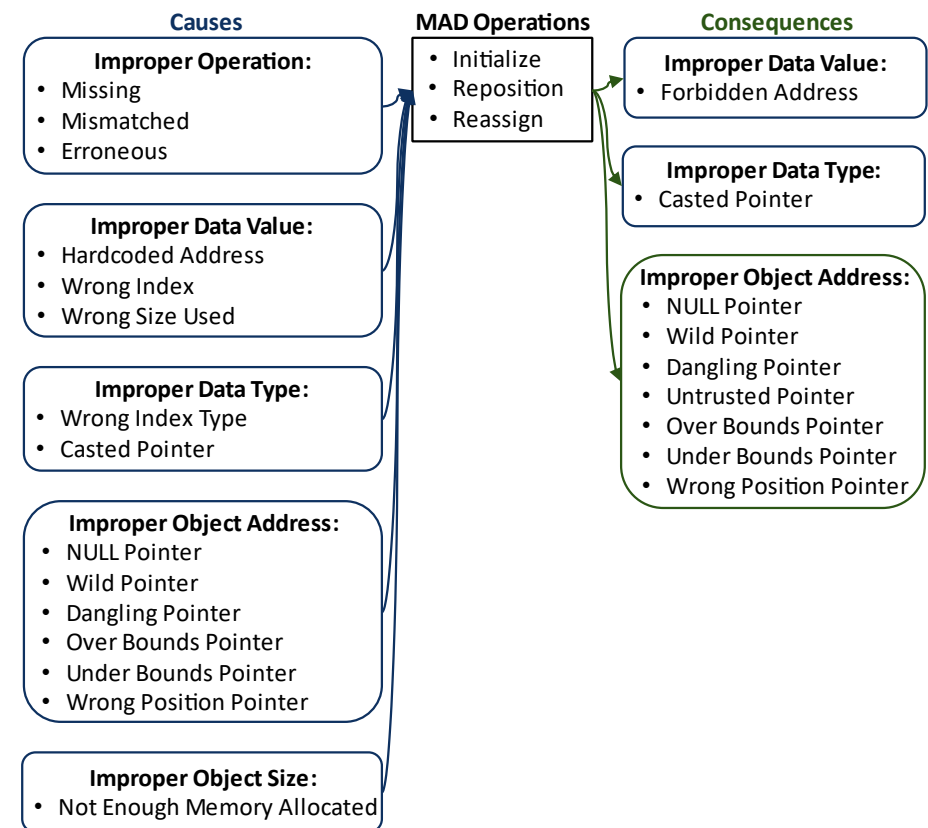 Causes
Improper Operation:
• Missing
• Mismatched
• Erroneous
Improper Data Value:
• Hardcoded Address
• Wrong Index
• Wrong Size Used
Improper Data Type:
• Wrong Index Type
• Casted Pointer
Improper Object Address:
• NULL Pointer
• Wild Pointer
• Dangling Pointer
• Over Bounds Pointer
• Under Bounds Pointer
• Wrong Position Pointer
Improper Object Size:
• Not Enough Memory Allocated
MAD Operations
• Initialize
• Reposition
• Reassign
Consequences
Improper Data Value:
• Forbidden Address
Improper Data Type:
• Casted Pointer
Improper Object Address:
• NULL Pointer
• Wild Pointer
• Dangling Pointer
• Untrusted Pointer
• Over Bounds Pointer
• Under Bounds Pointer
• Wrong Position Pointer